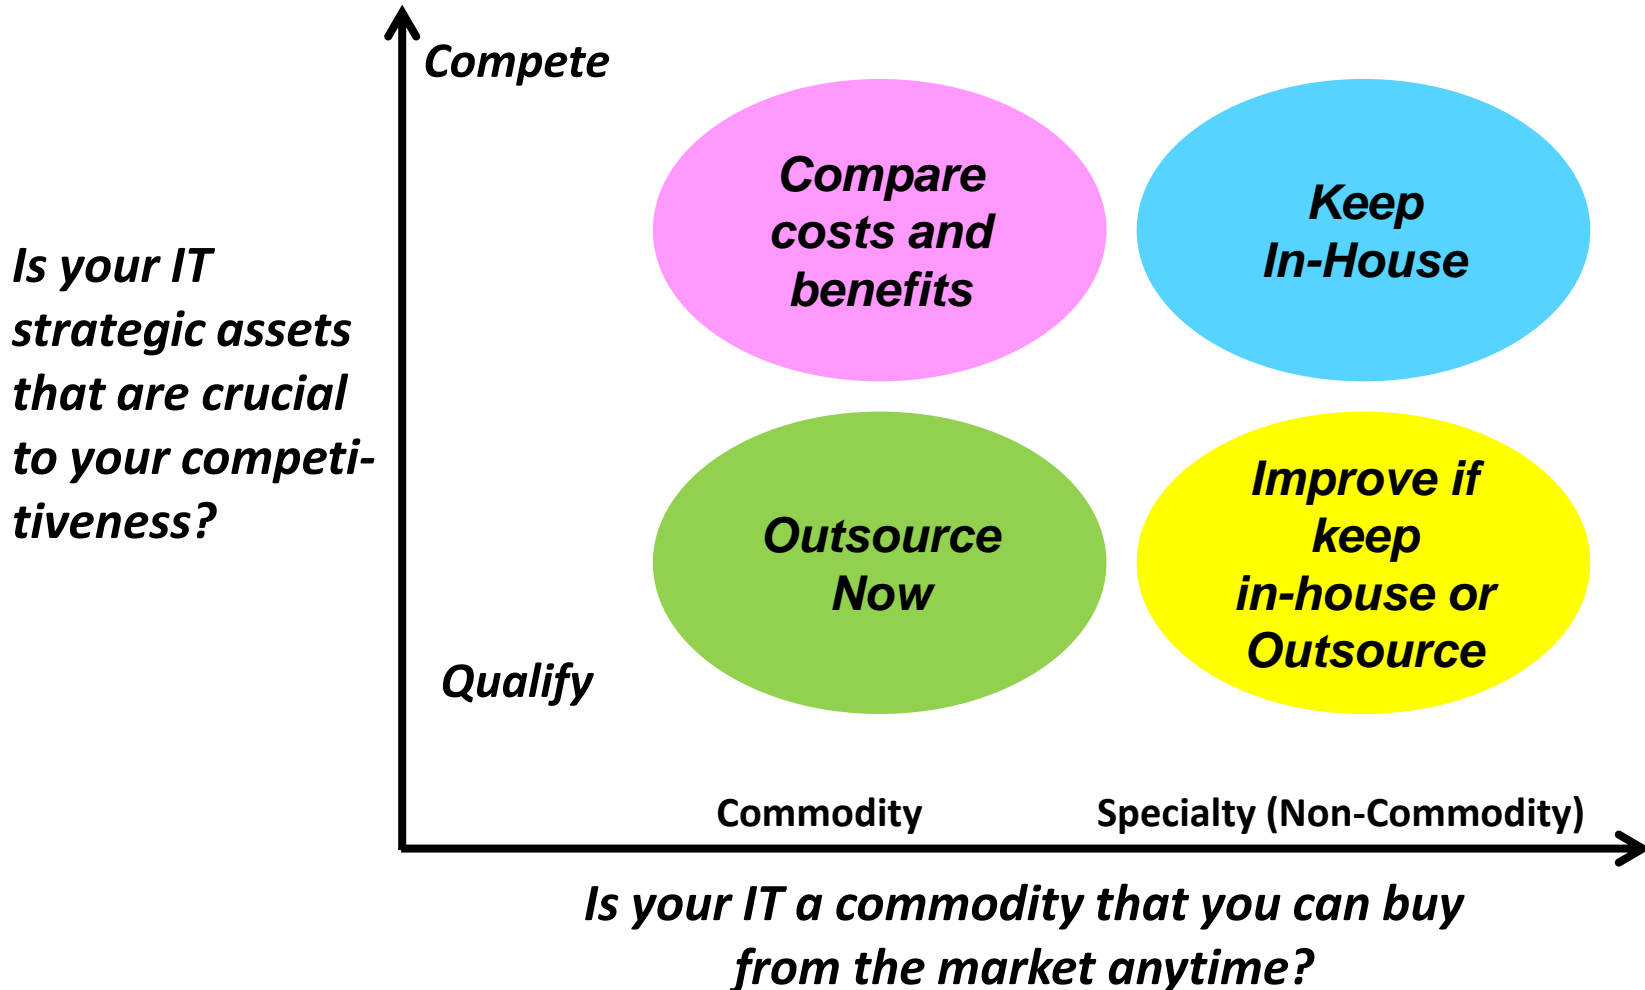 Compete
Compare
costs and
benefits
Keep
In-House
Is your IT
strategic assets
that are crucial
to your competi-
tiveness?
Outsource
Now
Improve if
keep
in-house or
Outsource
Qualify
Commodity
Specialty (Non-Commodity)
Is your IT a commodity that you can buy
from the market anytime?